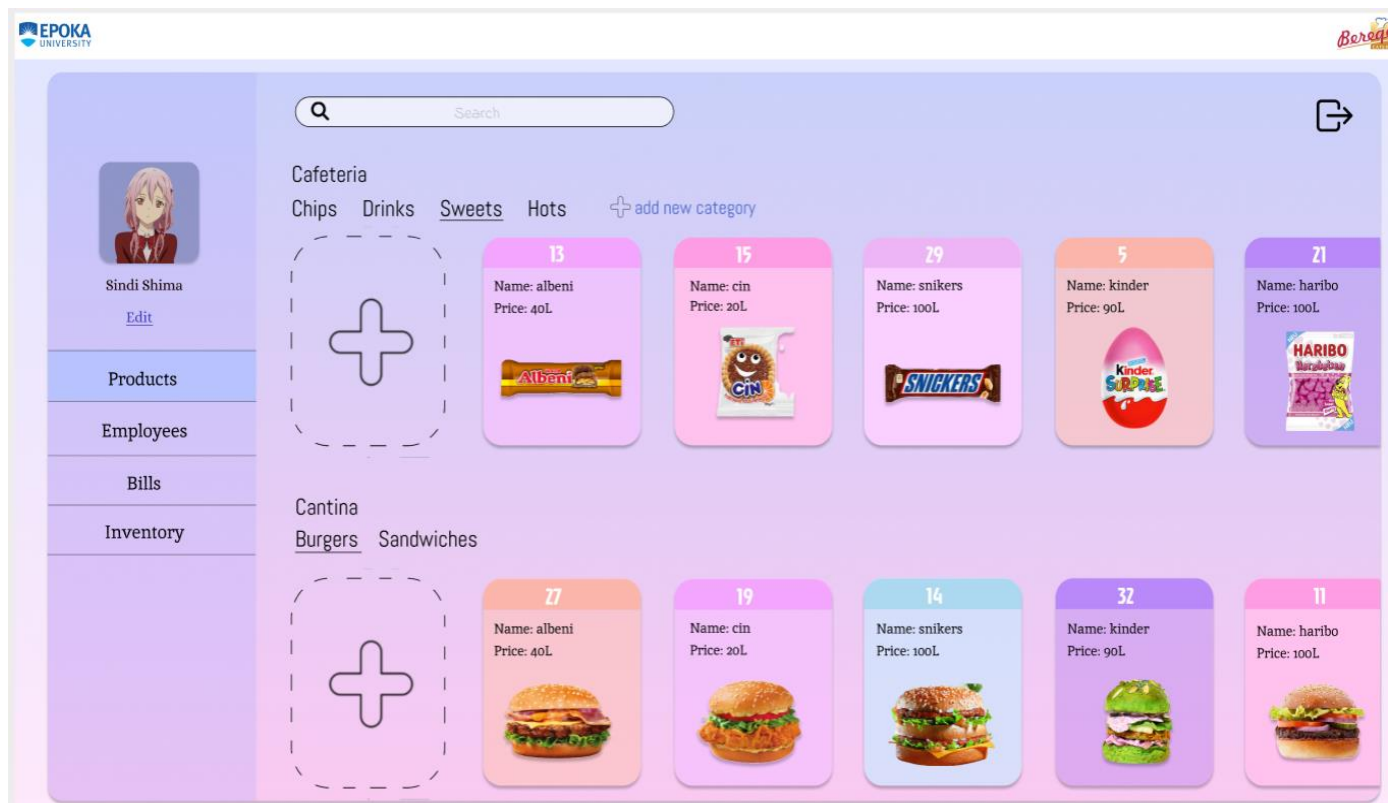 EPOKA
UNIVERSITY
Search
Cafeteria
Chips Drinks Sweets Hots add new category
Sindi Shima
Edit
Products
Employees
Bills
Inventory
13
Name: albeni
Price: 40L
Albeni
15
Name: cin
Price: 20L
ETi
CiN
29
Name: snikers
Price: 100L
SNICKERS
5
Name: kinder
Price: 90L
Kinder
SURPRISE
21
Name: haribo
Price: 100L
HARIBO
Cantina
Burgers Sandwiches
27
Name: albeni
Price: 40L
19
Name: cin
Price: 20L
14
Name: snikers
Price: 100L
32
Name: kinder
Price: 90L
11
Name: haribo
Price: 100L